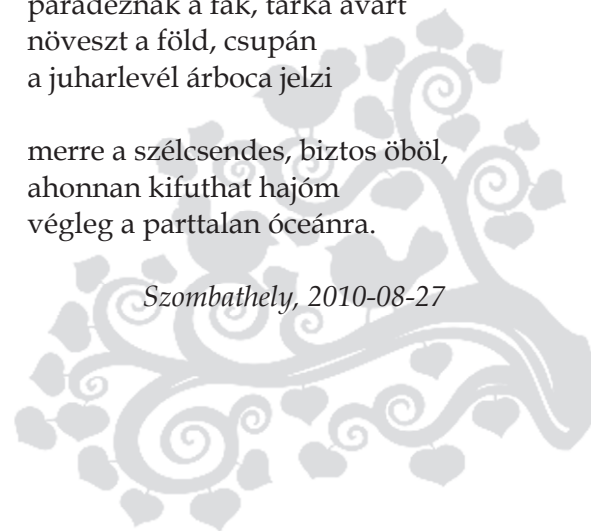 parádéznak a fák, tarka avart
növeszt a föld, csupán
a juharlevél árboca jelzi

merre a szélcsendes, biztos öböl,
ahonnan kifuthat hajóm
végleg a parttalan óceánra.

Szombathely, 2010-08-27